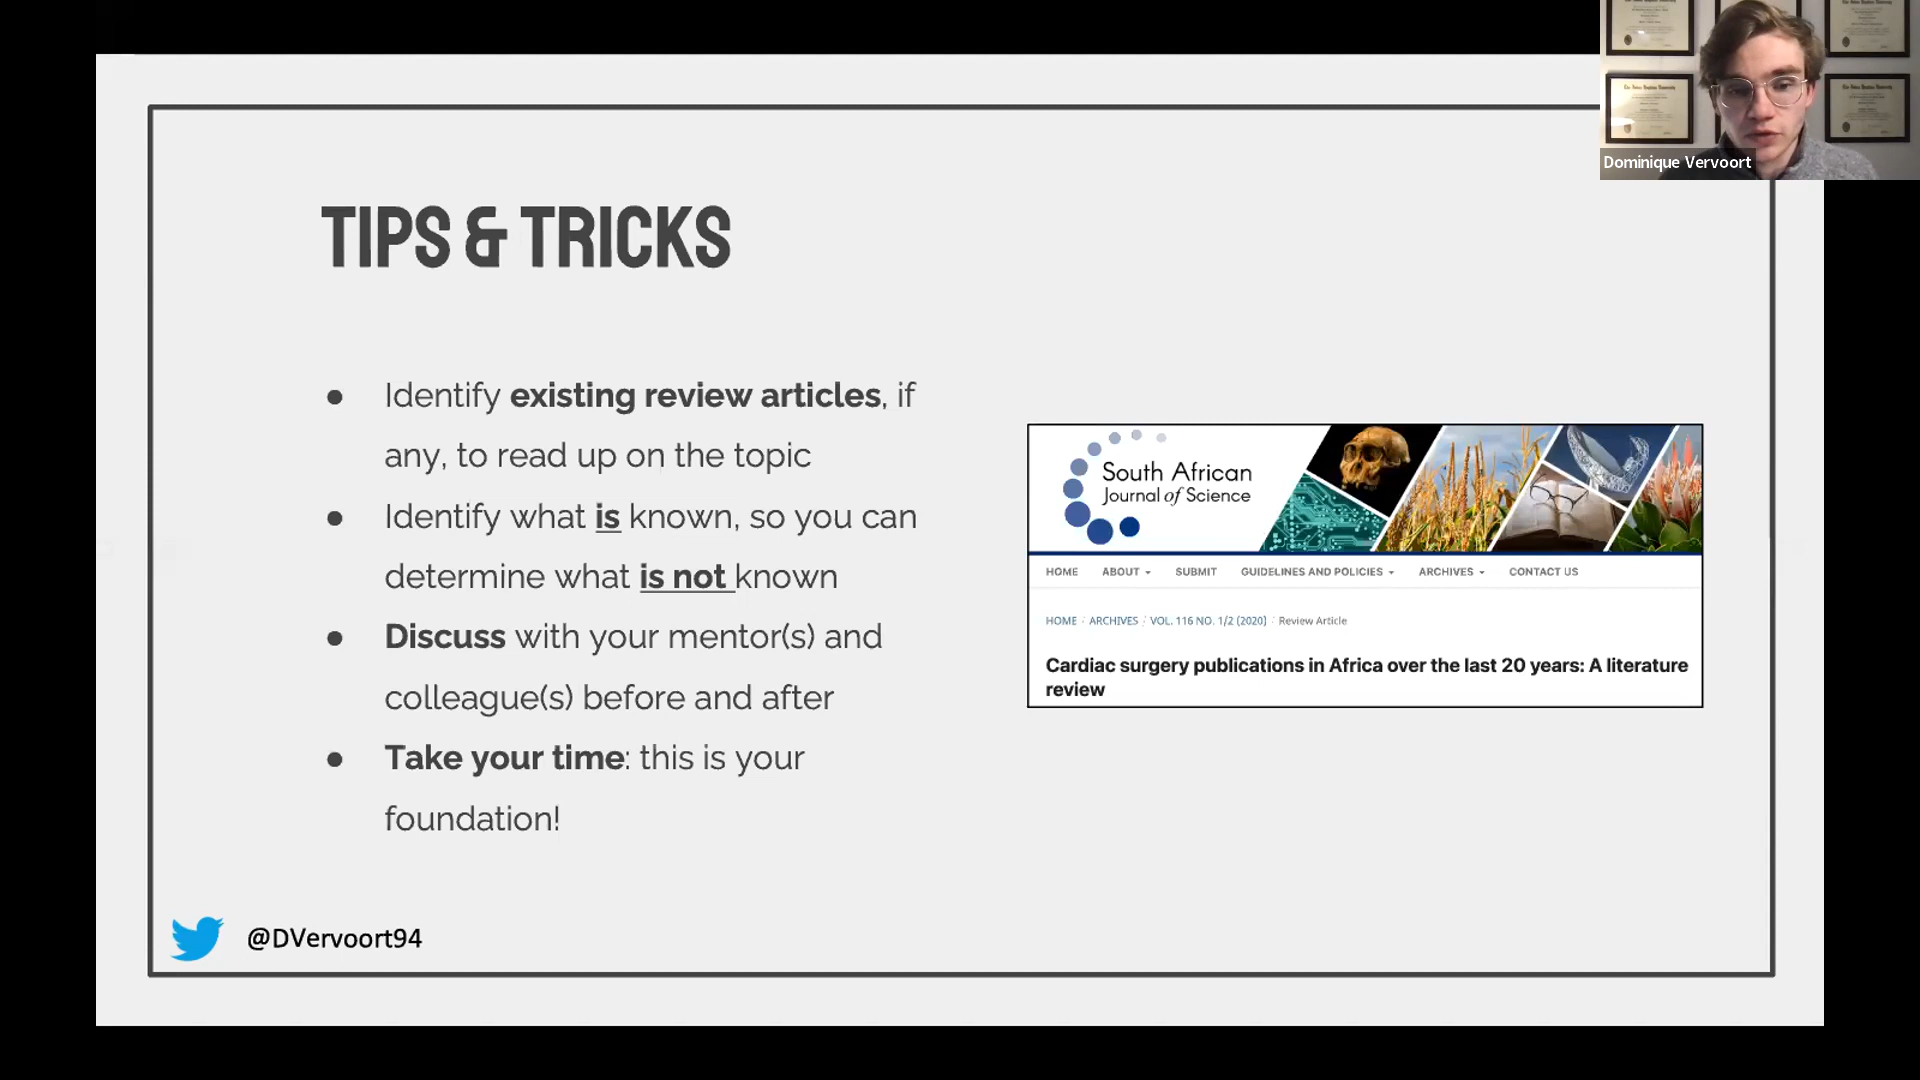 Dominique Vervoort
TIPS & TRICKS
● Identify existing review articles, if
any, to read up on the topic
● Identify what is known, so you can
determine what is not known
● Discuss with your mentor(s) and
colleague(s) before and after
● Take your time: this is your
foundation!
South African
Journal of Science
HOME ABOUT SUBMIT GUIDELINES AND POLICIES ARCHIVES CONTACT US
HOME / ARCHIVES / VOL. 116 NO. 1/2 (2020) / Review Article
Cardiac surgery publications in Africa over the last 20 years: A literature
review
@DVervoort94